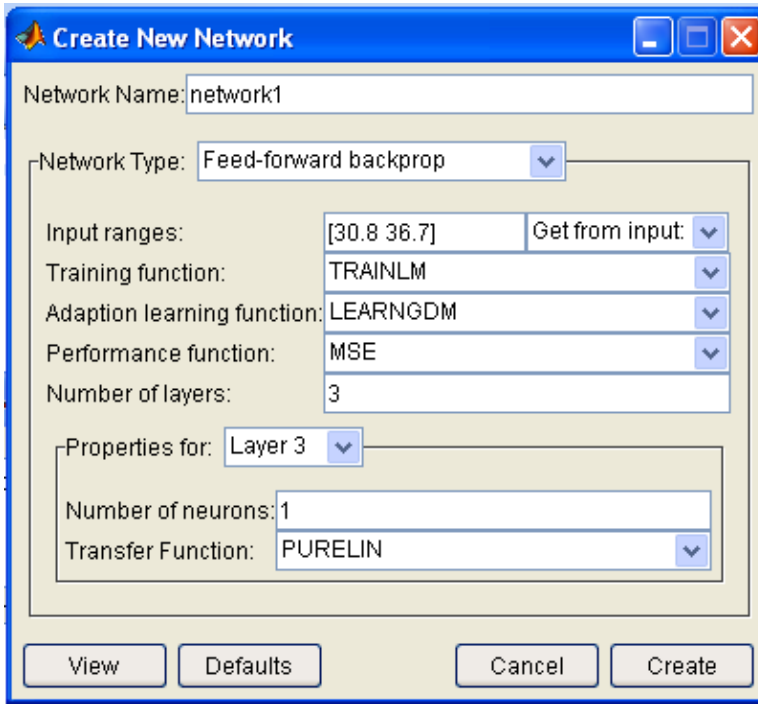 Create New Network
Network Name: network1
Network Type: Feed-forward backprop
Input ranges: [30.8 36.7] Get from input:
Training function: TRAINLM
Adaption learning function: LEARNGDM
Performance function: MSE
Number of layers: 3
Properties for: Layer 3
Number of neurons: 1
Transfer Function: PURELIN
View Defaults Cancel Create